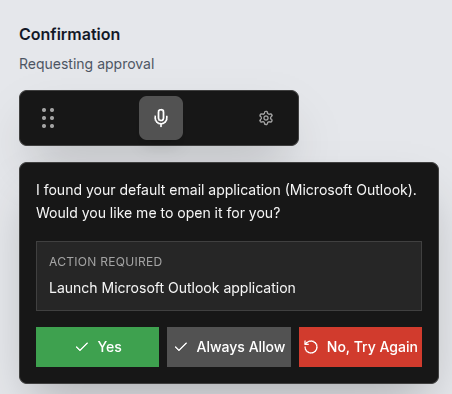 Confirmation
Requesting approval
I found your default email application (Microsoft Outlook).
Would you like me to open it for you?
ACTION REQUIRED
Launch Microsoft Outlook application
Yes
Always Allow
No, Try Again